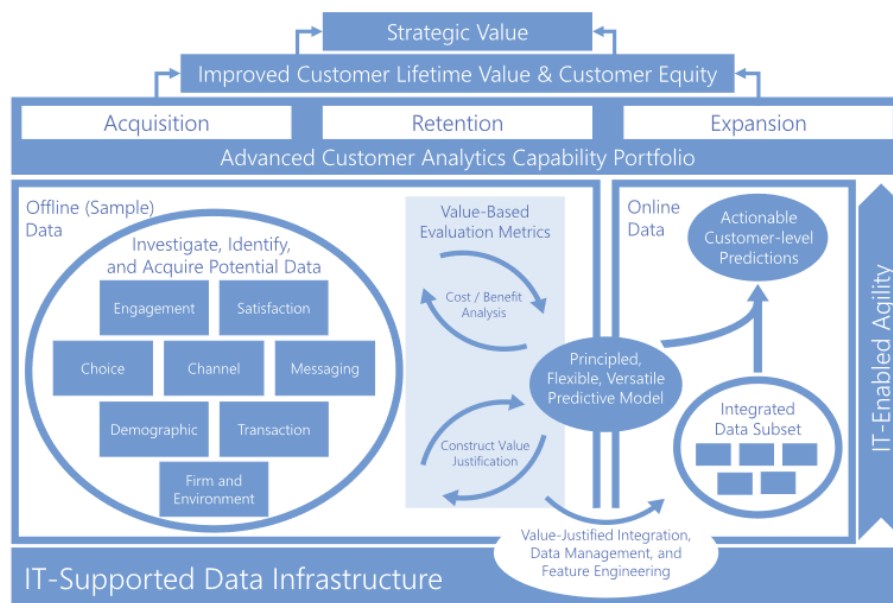 Strategic Value
Improved Customer Lifetime Value & Customer Equity
Acquisition
Retention
Expansion
Advanced Customer Analytics Capability Portfolio
Offline (Sample)
Data
Investigate, Identify,
and Acquire Potential Data
Engagement
Satisfaction
Choice
Channel
Messaging
Demographic
Transaction
Firm and
Environment
Value-Based
Evaluation Metrics
Cost / Benefit
Analysis
Construct Value
Justification
Principled,
Flexible, Versatile
Predictive Model
Online
Data
Actionable
Customer-level
Predictions
Integrated
Data Subset
Value-Justified Integration,
Data Management, and
Feature Engineering
IT-Enabled Agility
IT-Supported Data Infrastructure